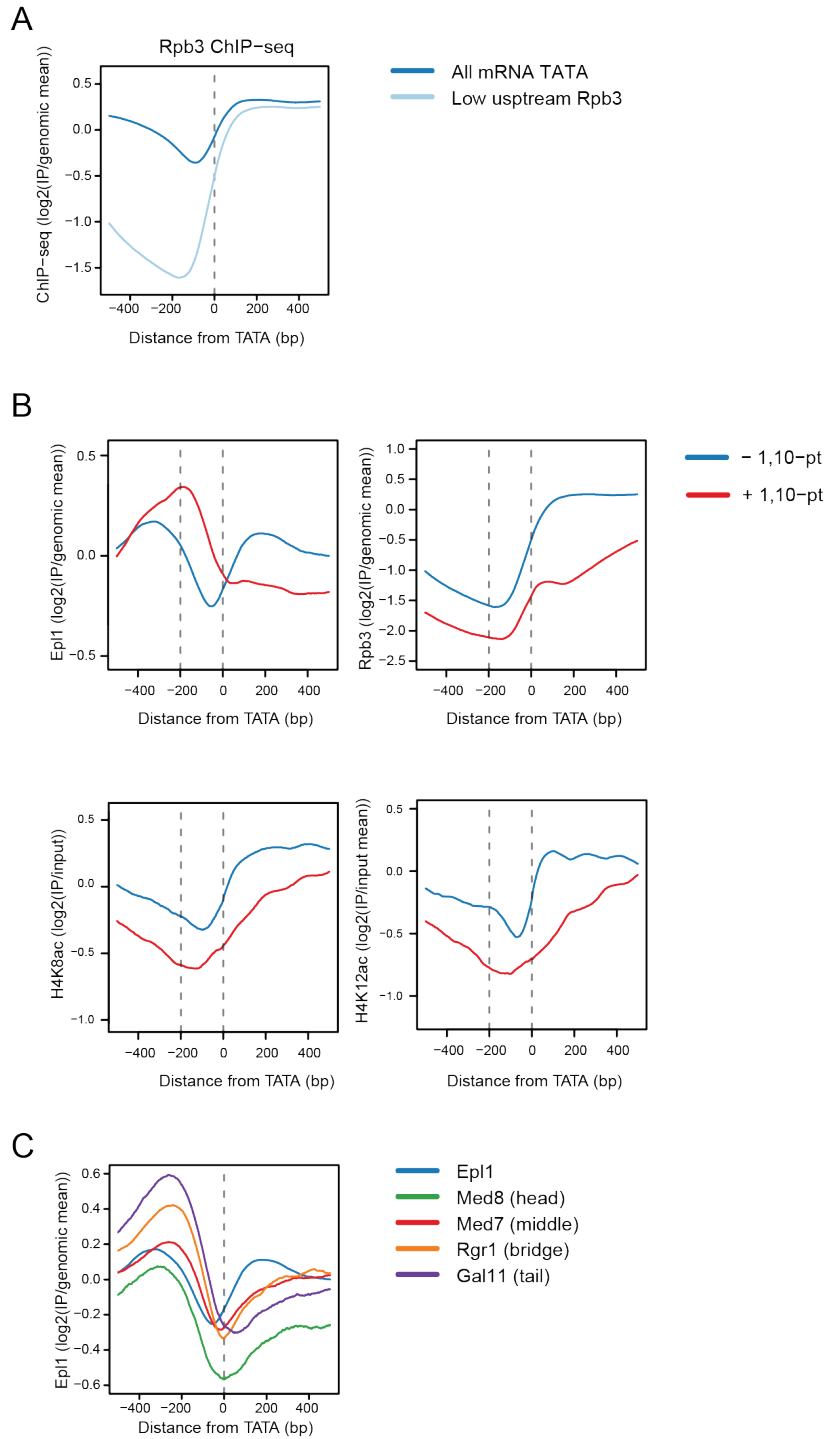 A
Rpb3 ChIP−seq
ChIP−seq (log2(IP/genomic mean))
0.5
0.0
−0.5
−1.0
−1.5
−400 −200 0 200 400
Distance from TATA (bp)
All mRNA TATA
Low usptream Rpb3
B
Epl1 (log2(IP/genomic mean))
0.5
0.0
−0.5
−400 −200 0 200 400
Distance from TATA (bp)
Rpb3 (log2(IP/genomic mean))
1.0
0.5
0.0
−0.5
−1.0
−1.5
−2.0
−2.5
−400 −200 0 200 400
Distance from TATA (bp)
− 1,10−pt
+ 1,10−pt
H4K8ac (log2(IP/input))
0.5
0.0
−0.5
−1.0
−400 −200 0 200 400
Distance from TATA (bp)
H4K12ac (log2(IP/input mean))
0.5
0.0
−0.5
−1.0
−400 −200 0 200 400
Distance from TATA (bp)
C
Epl1 (log2(IP/genomic mean))
0.6
0.4
0.2
0.0
−0.2
−0.4
−0.6
−400 −200 0 200 400
Distance from TATA (bp)
Epl1
Med8 (head)
Med7 (middle)
Rgr1 (bridge)
Gal11 (tail)